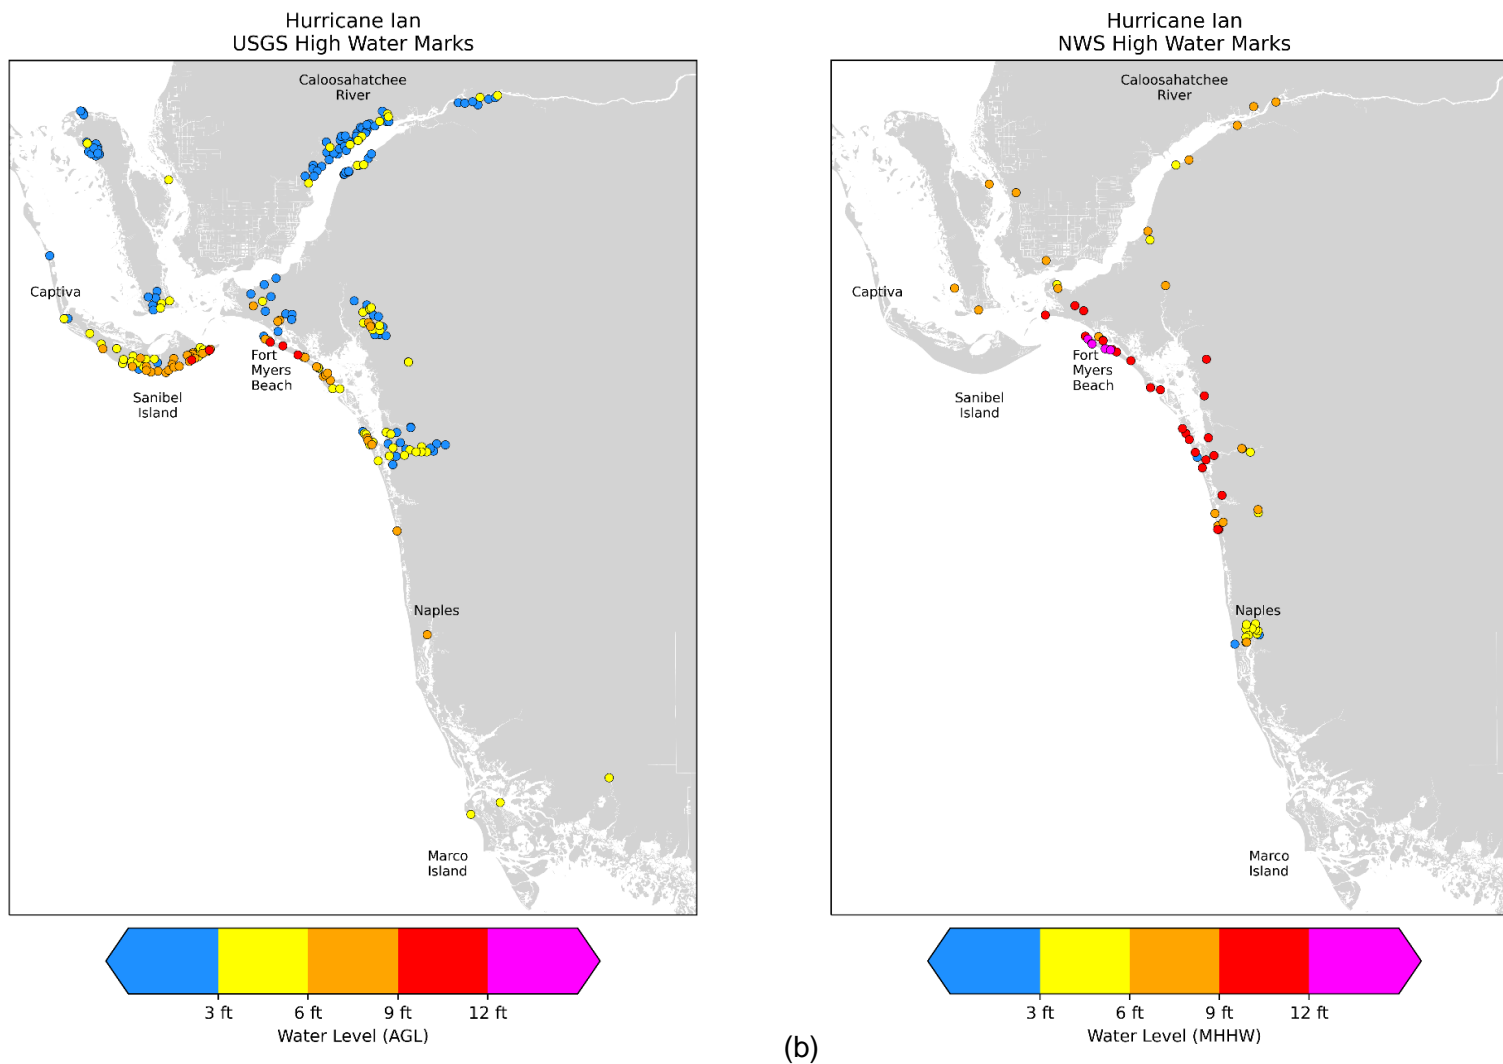 Hurricane Ian
USGS High Water Marks
Caloosahatchee
River
Captiva
Sanibel
Island
Fort
Myers
Beach
Naples
Marco
Island
3 ft
6 ft
9 ft
12 ft
Water Level (AGL)
Hurricane Ian
NWS High Water Marks
Caloosahatchee
River
Captiva
Sanibel
Island
Fort
Myers
Beach
Naples
Marco
Island
3 ft
6 ft
9 ft
12 ft
Water Level (MHHW)
(b)